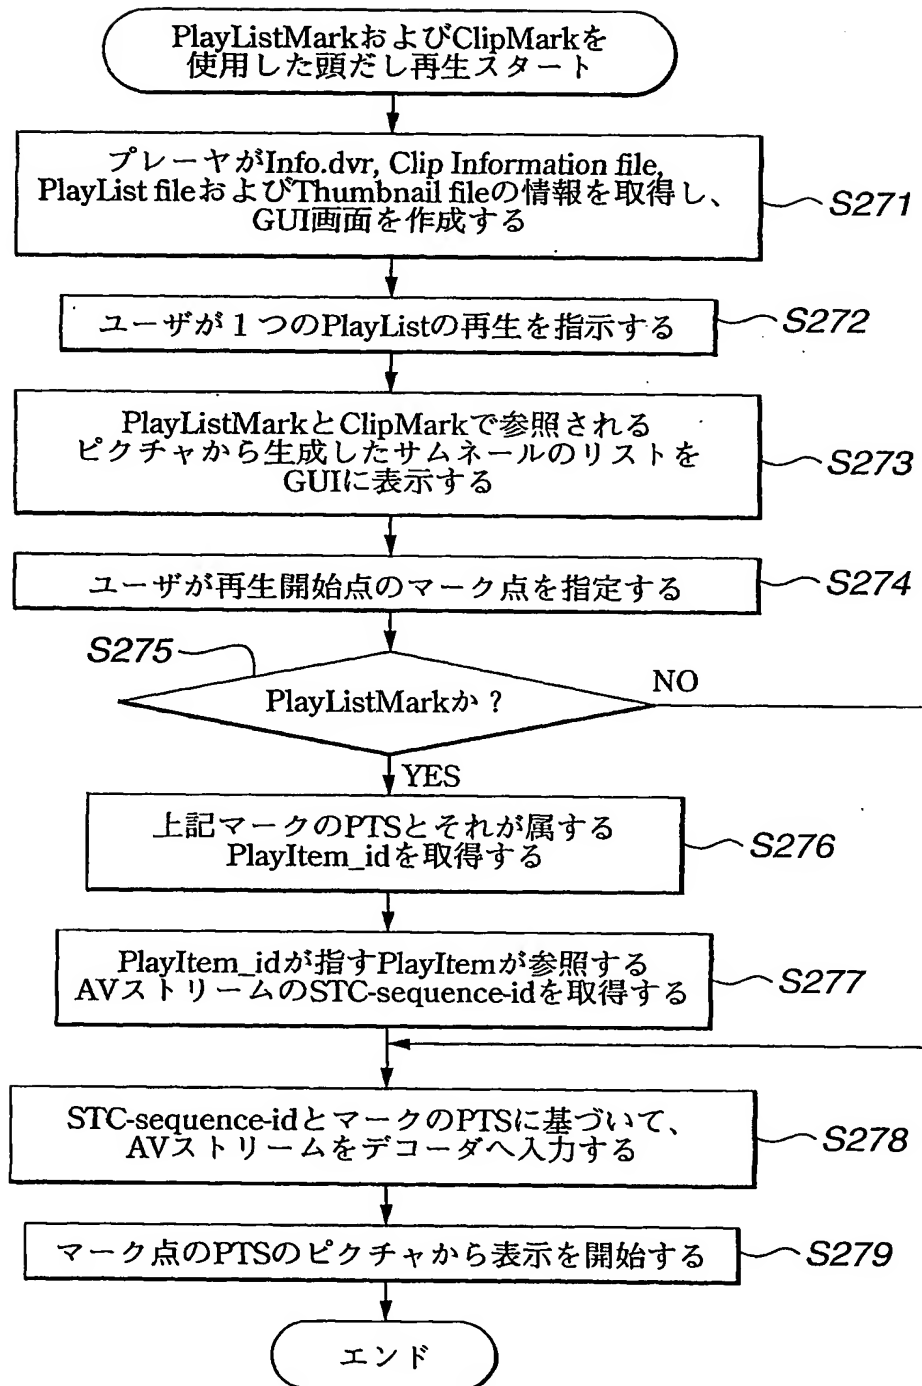 PlayListMarkおよびClipMarkを
使用した頭だし再生スタート
プレーヤがInfo.dvr, Clip Information file,
PlayList fileおよびThumbnail fileの情報を取得し、
GUI画面を作成する
S271
ユーザが１つのPlayListの再生を指示する
S272
PlayListMarkとClipMarkで参照される
ピクチャから生成したサムネールのリストを
GUIに表示する
S273
ユーザが再生開始点のマーク点を指定する
S274
S275
PlayListMarkか？
NO
YES
上記マークのPTSとそれが属する
PlayItem_idを取得する
S276
PlayItem_idが指すPlayItemが参照する
AVストリームのSTC-sequence-idを取得する
S277
STC-sequence-idとマークのPTSに基づいて、
AVストリームをデコーダへ入力する
S278
マーク点のPTSのピクチャから表示を開始する
S279
エンド